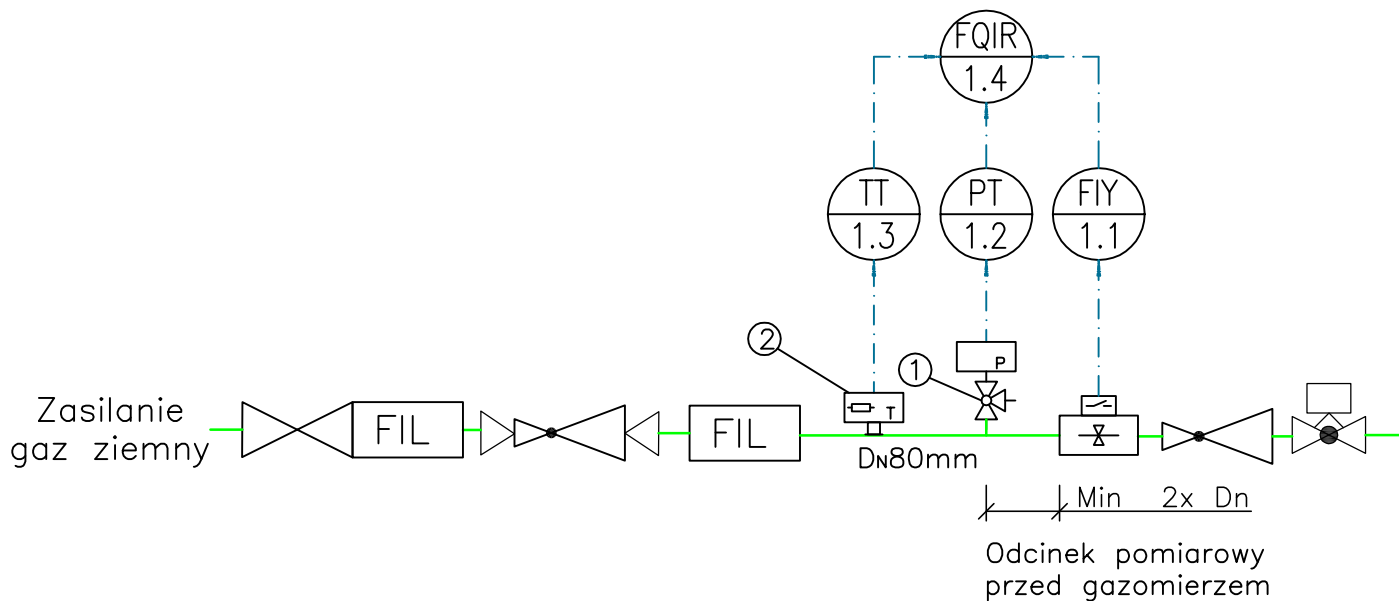 FQIR
1.4
TT
1.3
PT
1.2
FIY
1.1
2
1
P
T
Zasilanie
gaz ziemny
FIL
FIL
DN80mm
Min 2x Dn
Odcinek pomiarowy
przed gazomierzem